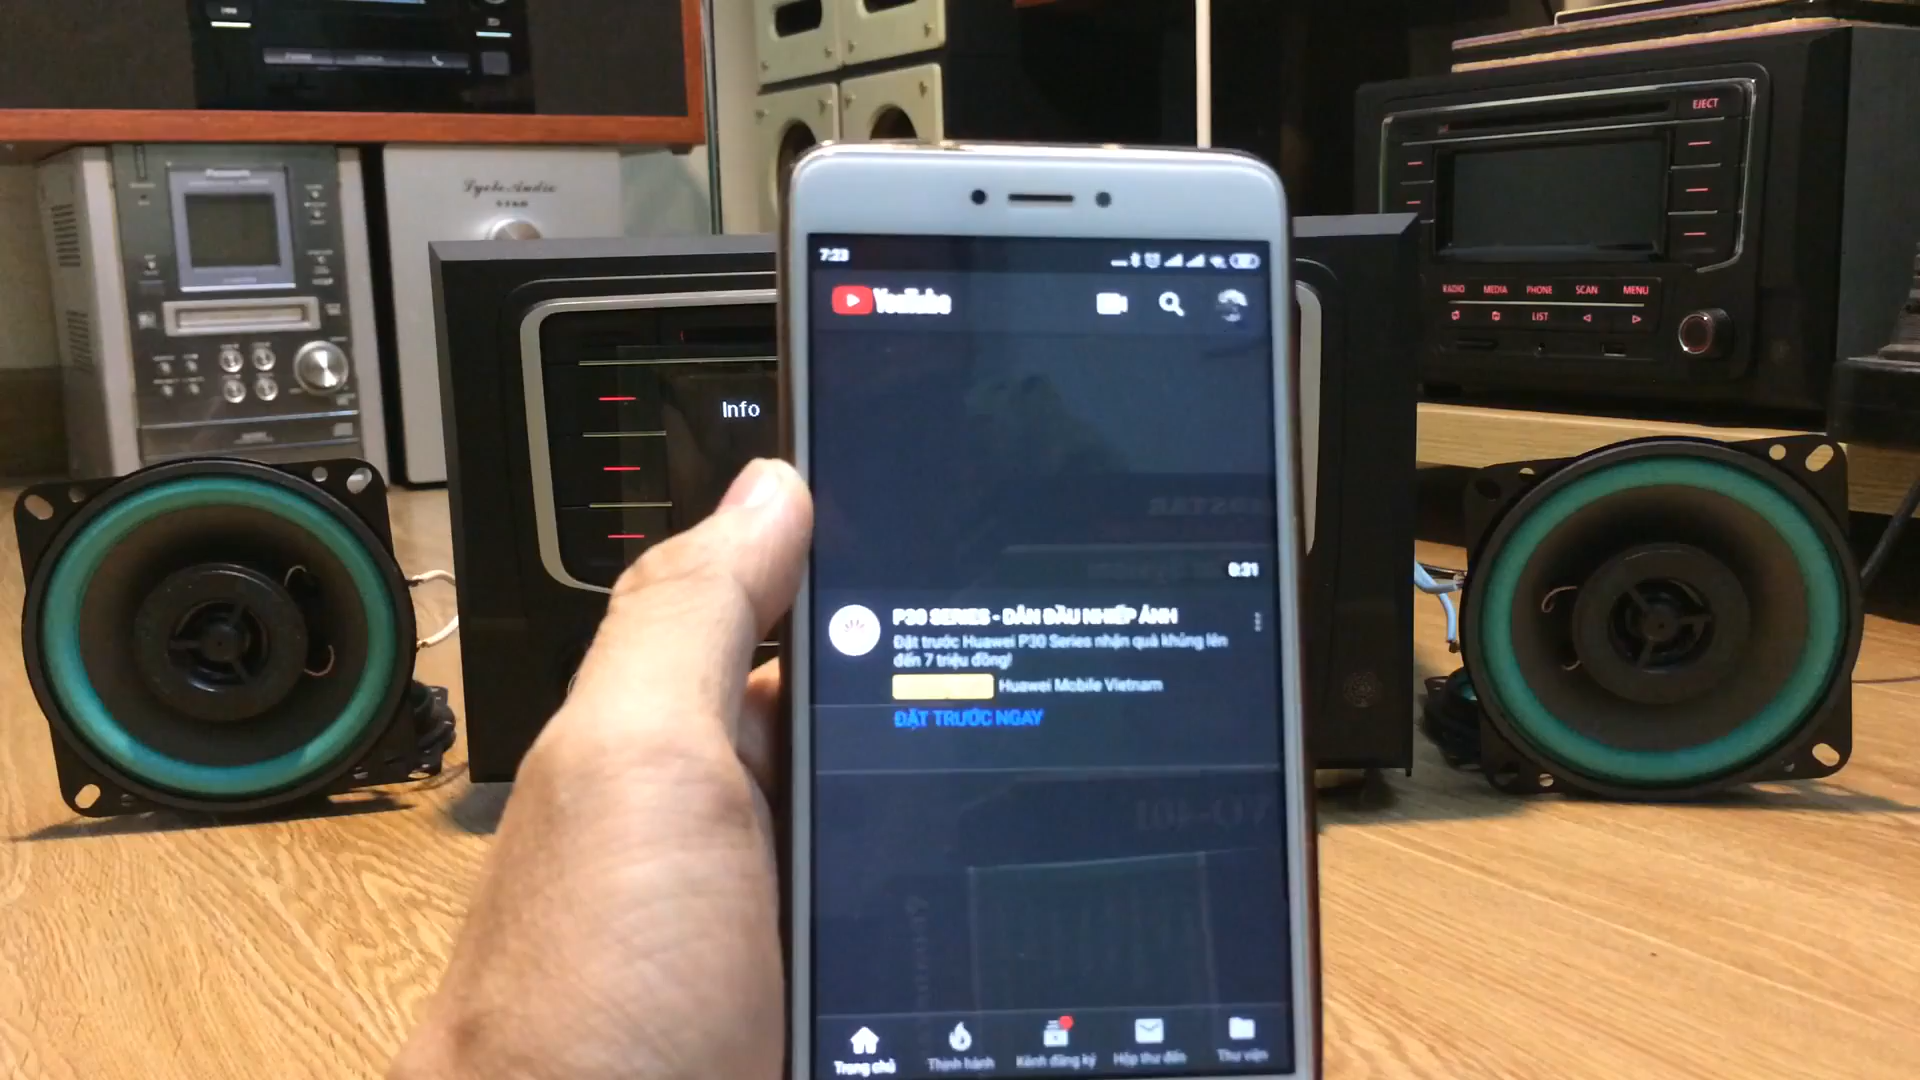 Panasonic
EJECT
RADIO MEDIA PHONE SCAN MENU
LIST
Info
7:23
YouTube
0:31
P30 SERIES - DẪN ĐẦU NHIẾP ẢNH
Đặt trước Huawei P30 Series nhận quà khủng lên
đến 7 triệu đồng!
Huawei Mobile Vietnam
ĐẶT TRƯỚC NGAY
Trang chủ Thịnh hành Kênh đăng ký Hộp thư đến Thư viện